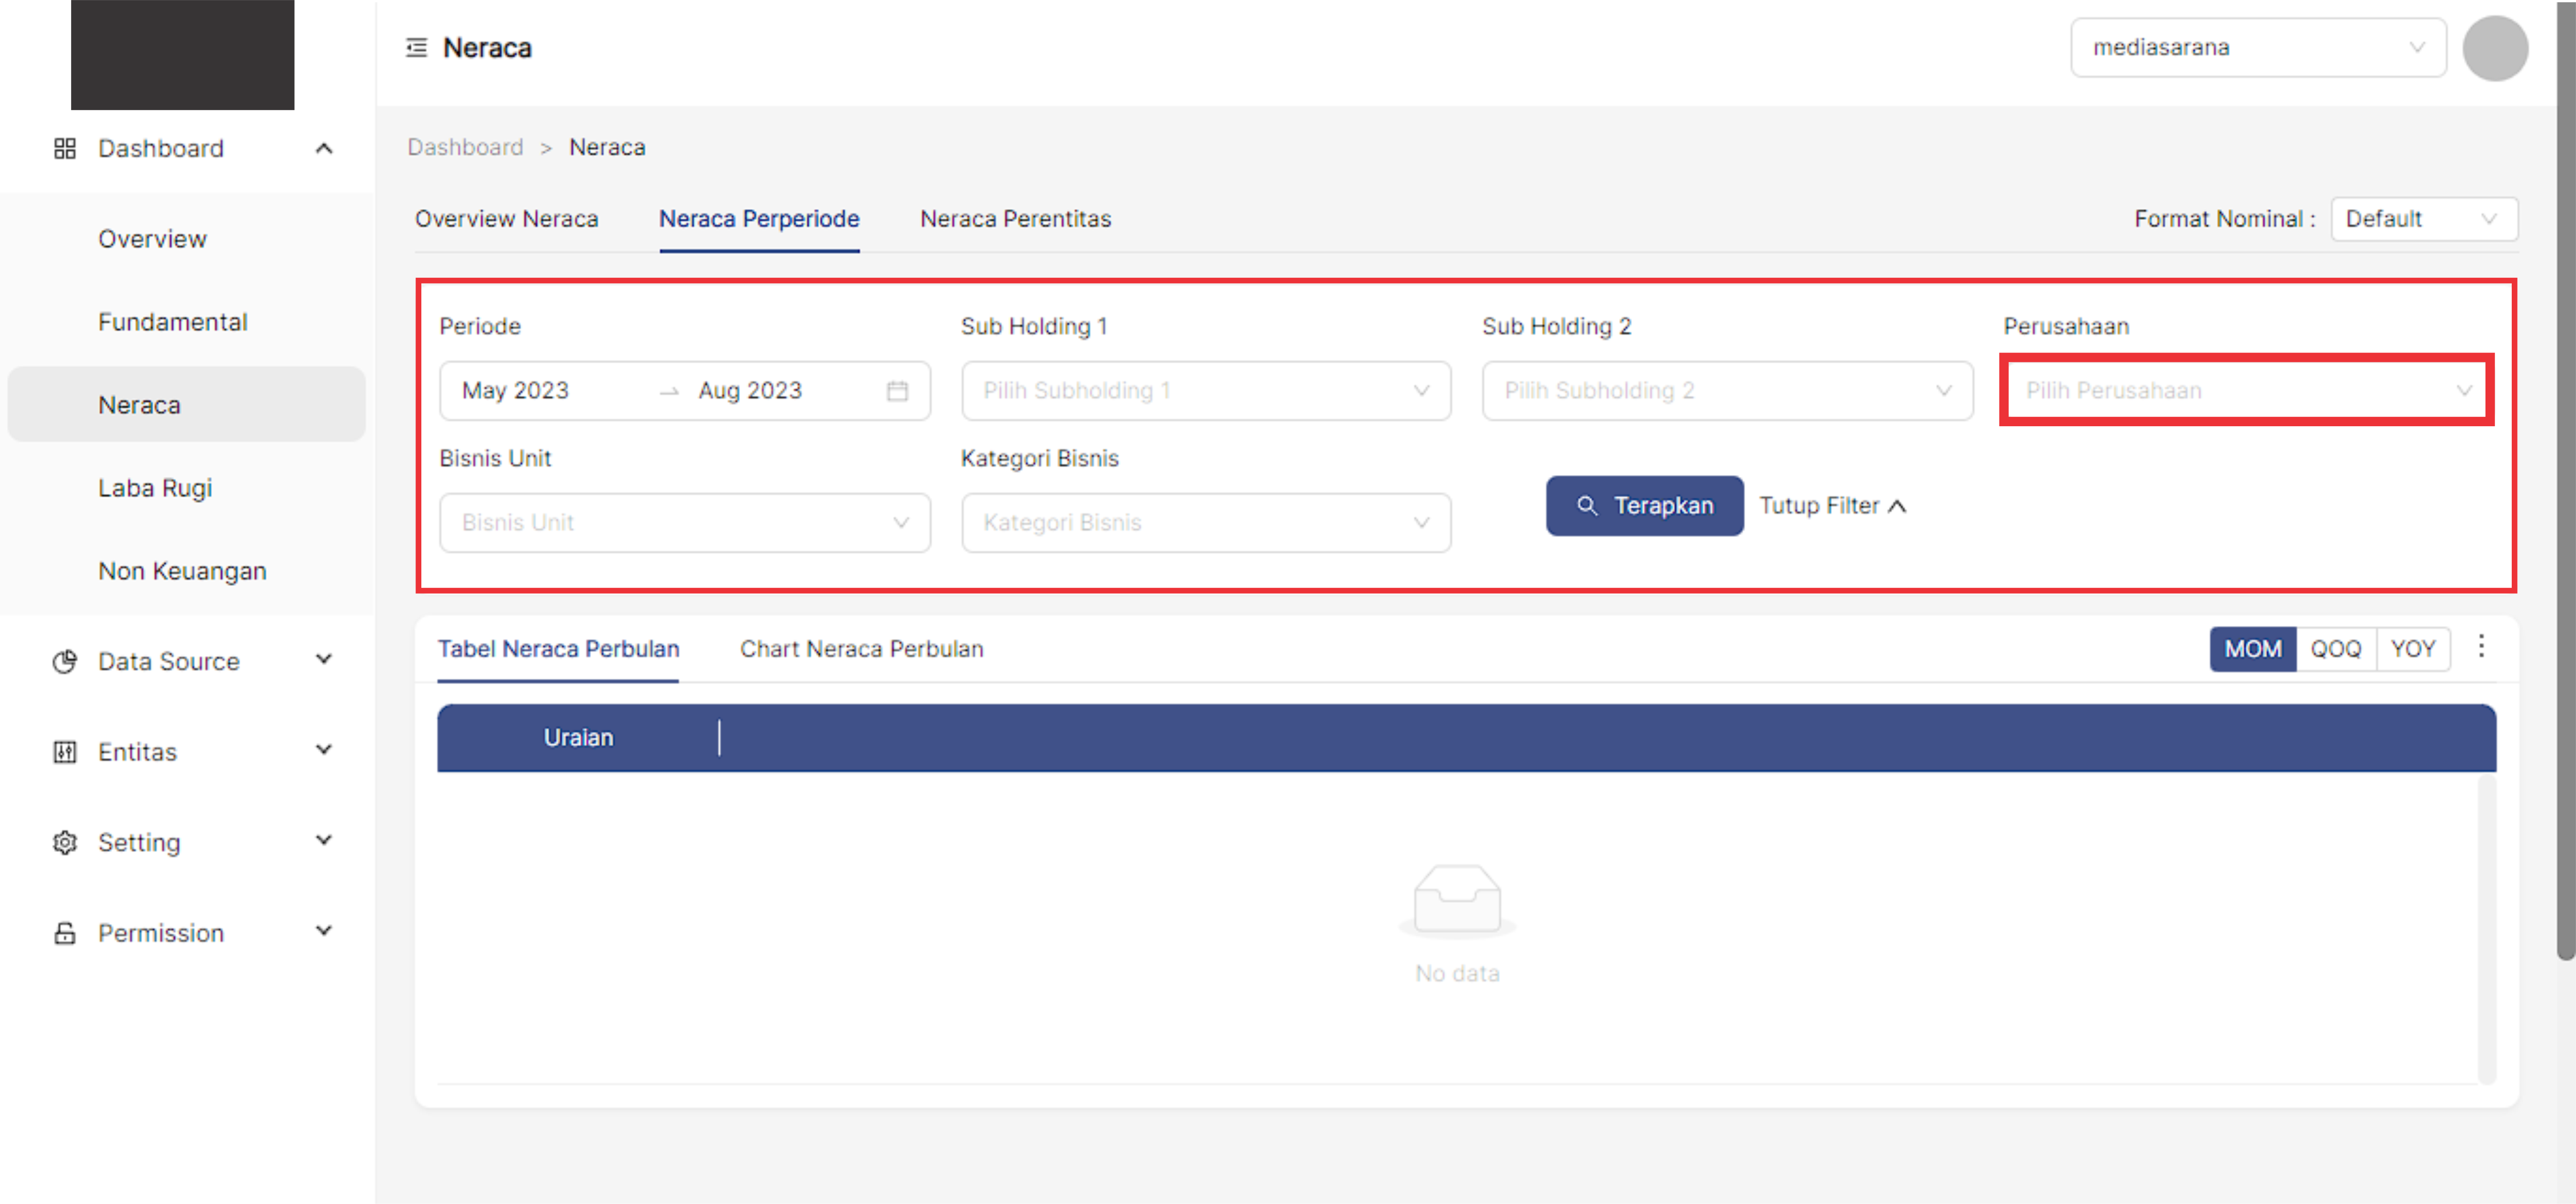 Neraca
mediasarana
Dashboard
Overview
Fundamental
Neraca
Laba Rugi
Non Keuangan
Data Source
Entitas
Setting
Permission
Dashboard > Neraca
Overview Neraca Neraca Perperiode Neraca Perentitas
Format Nominal : Default
Periode Sub Holding 1 Sub Holding 2 Perusahaan
May 2023 → Aug 2023 Pilih Subholding 1 Pilih Subholding 2 Pilih Perusahaan
Bisnis Unit Kategori Bisnis
Bisnis Unit Kategori Bisnis
Terapkan Tutup Filter
Tabel Neraca Perbulan Chart Neraca Perbulan
MOM QOQ YOY
Uraian
No data